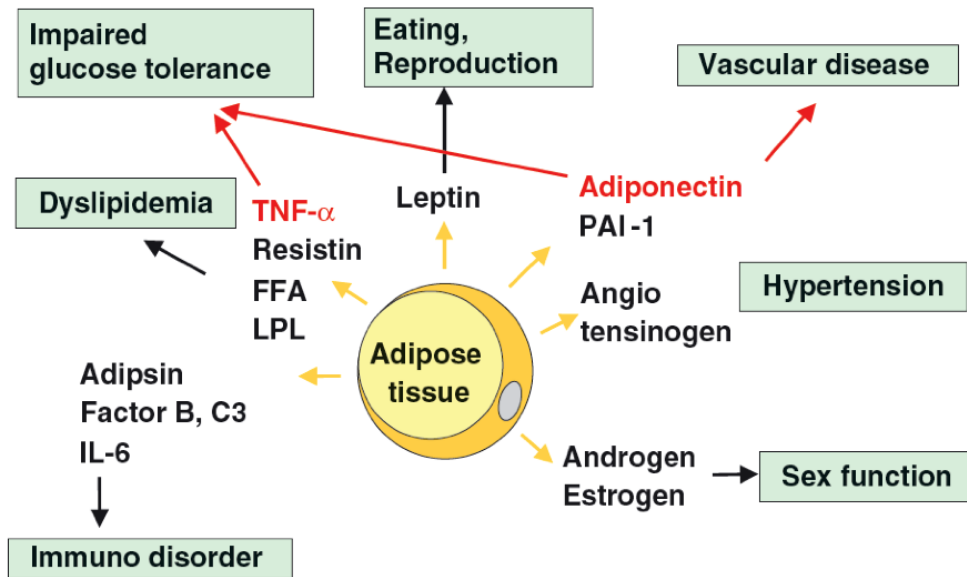 Impaired
glucose tolerance
Eating,
Reproduction
Vascular disease
Dyslipidemia
TNF-α
Resistin
FFA
LPL
Leptin
Adiponectin
PAI-1
Hypertension
Angio
tensinogen
Adipose
tissue
Adipsin
Factor B, C3
IL-6
Androgen
Estrogen
Sex function
Immuno disorder